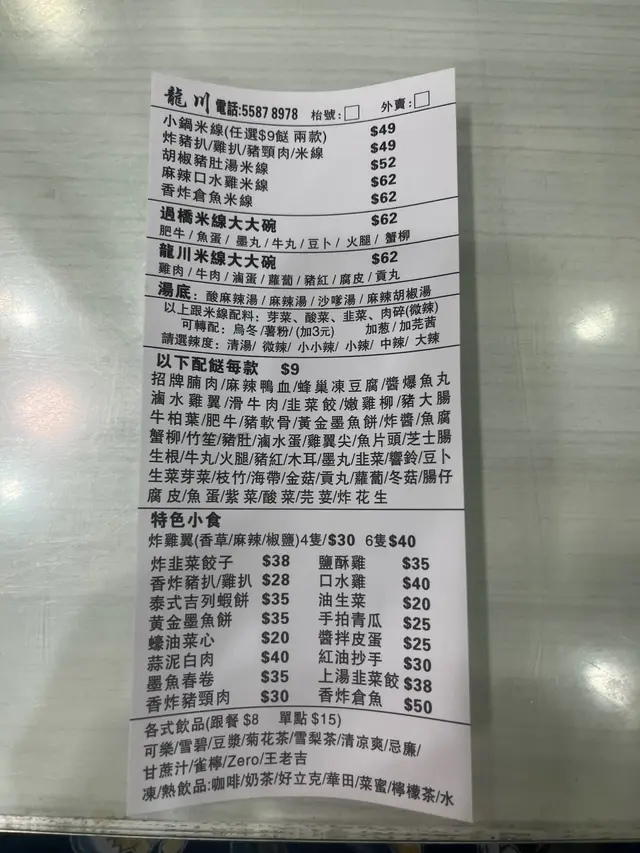 龍川 電話:5587 8978 枱號:□ 外賣:□
小鍋米線(任選$9餸 兩款) $49
炸豬扒/雞扒/豬頸肉/米線 $49
胡椒豬肚湯米線 $52
麻辣口水雞米線 $62
香炸倉魚米線 $62
過橋米線大大碗 $62
肥牛/魚蛋/墨丸/牛丸/豆卜/火腿/蟹柳
龍川米線大大碗 $62
雞肉/牛肉/滷蛋/蘿蔔/豬紅/腐皮/貢丸
湯底: 酸麻辣湯/麻辣湯/沙嗲湯/麻辣胡椒湯
以上跟米線配料: 芽菜、酸菜、韭菜、肉碎(微辣)
可轉配: 烏冬/薯粉/(加3元) 加葱/加芫茜
請選辣度: 清湯/微辣/小小辣/小辣/中辣/大辣
以下配餸每款 $9
招牌腩肉/麻辣鴨血/蜂巢凍豆腐/醬爆魚丸
滷水雞翼/滑牛肉/韭菜餃/嫩雞柳/豬大腸
牛柏葉/肥牛/豬軟骨/黃金墨魚餅/炸醬/魚腐
蟹柳/竹笙/豬肚/滷水蛋/雞翼尖/魚片頭/芝士腸
生根/牛丸/火腿/豬紅/木耳/墨丸/韭菜/響鈴/豆卜
生菜芽菜/枝竹/海帶/金菇/貢丸/蘿蔔/冬菇/腸仔
腐皮/魚蛋/紫菜/酸菜/芫荽/炸花生
特色小食
炸雞翼(香草/麻辣/椒鹽)4隻/$30 6隻$40
炸韭菜餃子 $38 鹽酥雞 $35
香炸豬扒/雞扒 $28 口水雞 $40
泰式吉列蝦餅 $35 油生菜 $20
黃金墨魚餅 $35 手拍青瓜 $25
蠔油菜心 $20 醬拌皮蛋 $25
蒜泥白肉 $40 紅油抄手 $30
墨魚春卷 $35 上湯韭菜餃 $38
香炸豬頸肉 $30 香炸倉魚 $50
各式飲品(跟餐 $8 單點 $15)
可樂/雪碧/豆漿/菊花茶/雪梨茶/清涼爽/忌廉/
甘蔗汁/雀檸/Zero/王老吉
凍/熱飲品:咖啡/奶茶/好立克/華田/菜蜜/檸檬茶/水